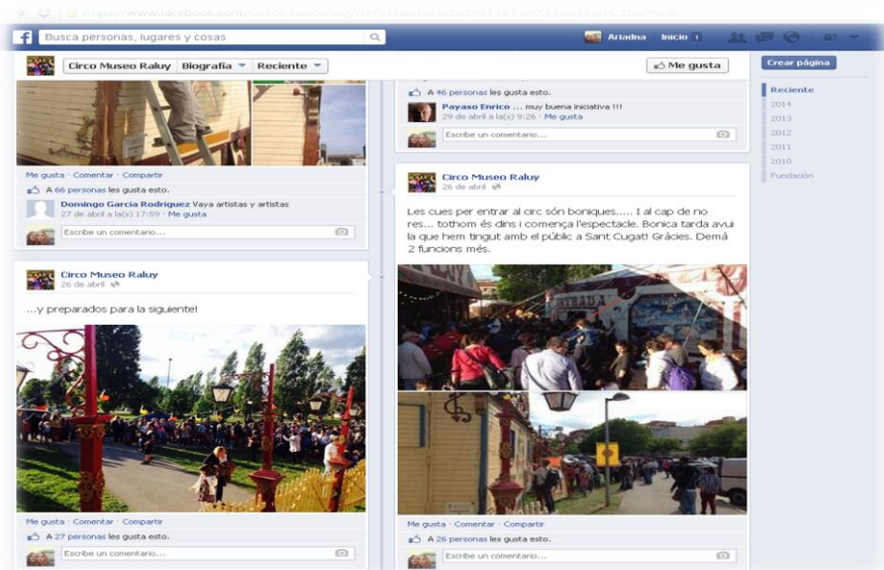 Busca personas, lugares y cosas
Ariadna Inicio 1
Circo Museo Raluy Biografía Reciente
Me gusta
Crear página
Reciente
2014
2013
2012
2011
2010
Fundación
Me gusta · Comentar · Compartir
A 66 personas les gusta esto.
Domingo Garcia Rodriguez Vaya artistas y artistas
27 de abril a la(s) 17:59 · Me gusta
Escribe un comentario...
Circo Museo Raluy
26 de abril
...y preparados para la siguiente!
Me gusta · Comentar · Compartir
A 27 personas les gusta esto.
Escribe un comentario...
A 46 personas les gusta esto.
Payaso Enrico ... muy buena iniciativa !!!
29 de abril a la(s) 9:26 · Me gusta
Escribe un comentario...
Circo Museo Raluy
26 de abril
Les cues per entrar al circ són boniques..... I al cap de no
res... tothom és dins i comença l'espectacle. Bonica tarda avui
la que hem tingut amb el públic a Sant Cugat! Gràcies. Demà
2 funcions més.
ENTRADA
Me gusta · Comentar · Compartir
A 26 personas les gusta esto.
Escribe un comentario...